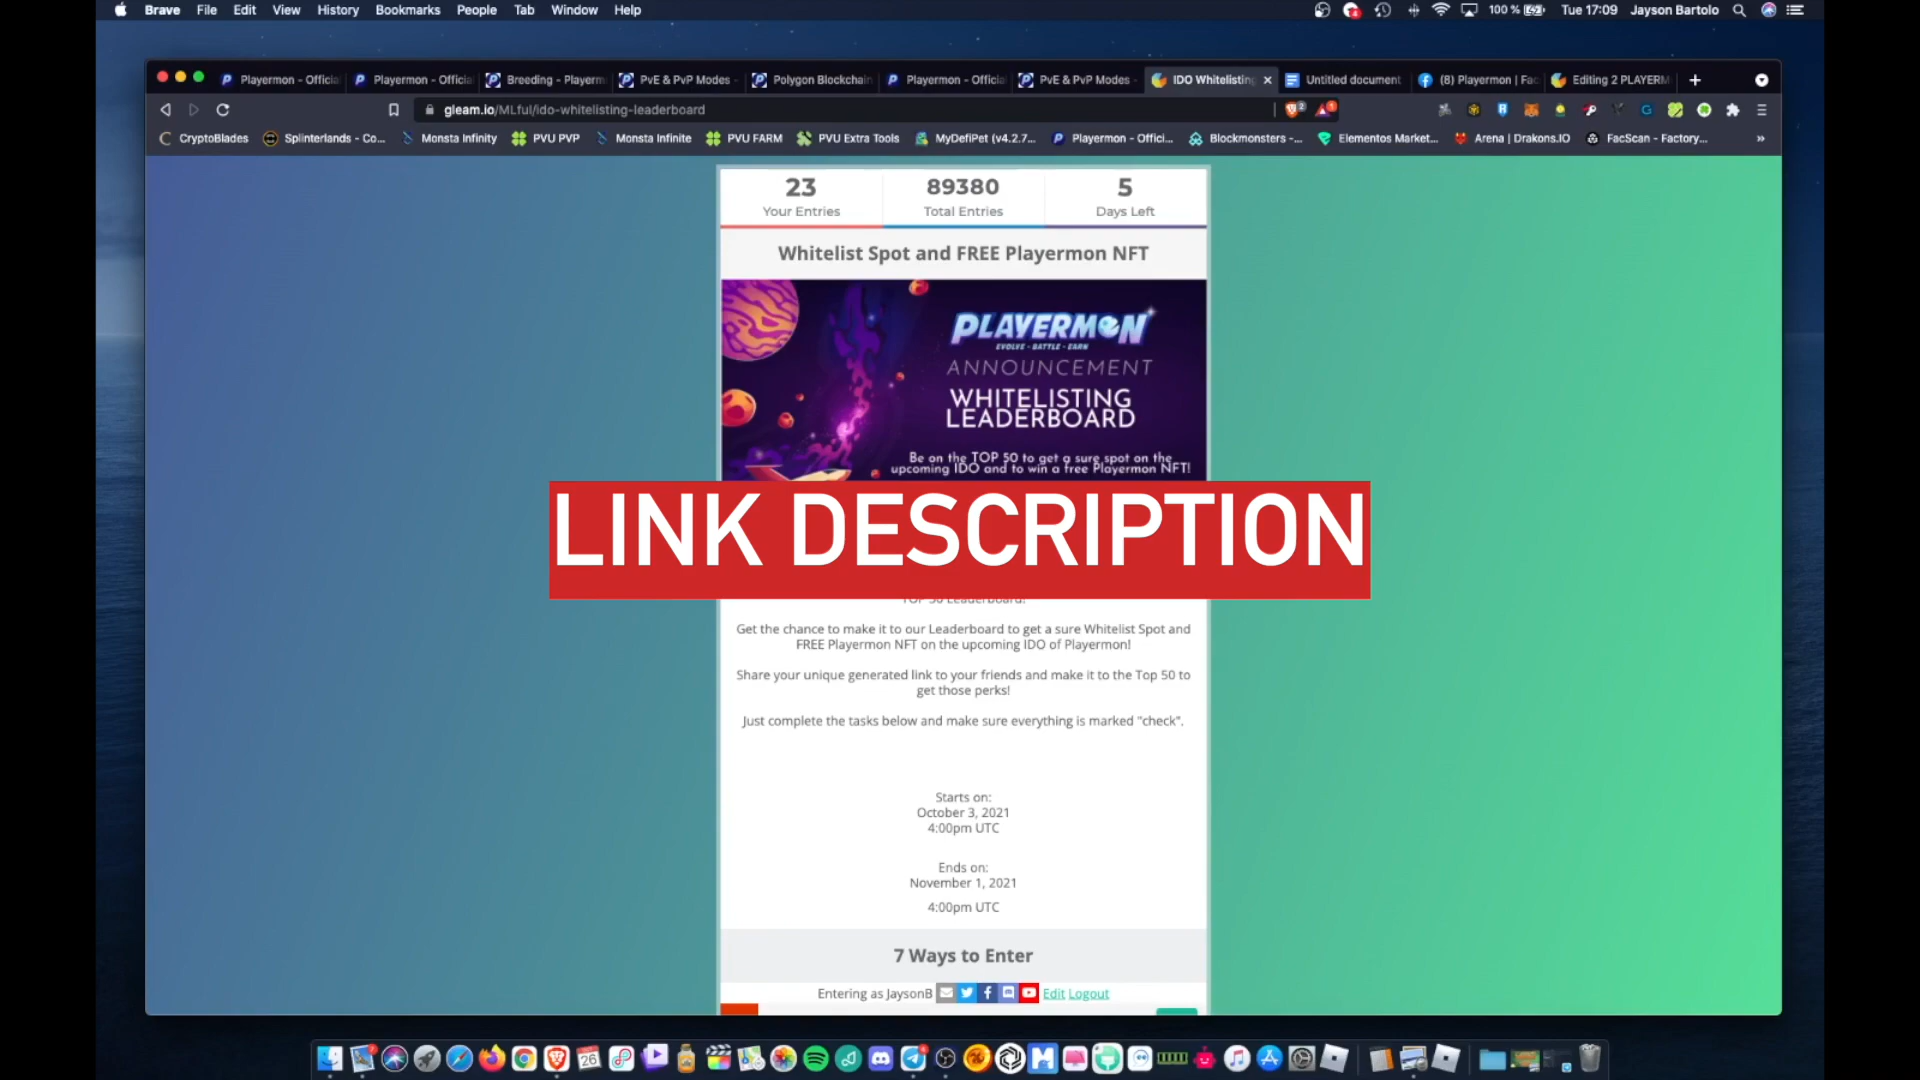 Brave File Edit View History Bookmarks People Tab Window Help 100 % Tue 17:09 Jayson Bartolo
Playermon - Officia Playermon - Officia Breeding - Playerm PvE & PvP Modes - Polygon Blockchain Playermon - Officia PvE & PvP Modes - IDO Whitelisting Untitled document (8) Playermon | Fac Editing 2 PLAYERM
gleam.io/MLful/ido-whitelisting-leaderboard
CryptoBlades Splinterlands - Co... Monsta Infinity PVU PVP Monsta Infinite PVU FARM PVU Extra Tools MyDefiPet (v4.2.7... Playermon - Offici... Blockmonsters -... Elementos Market... Arena | Drakons.IO FacScan - Factory...
23 89380 5
Your Entries Total Entries Days Left
Whitelist Spot and FREE Playermon NFT
PLAYERMON
EVOLVE - BATTLE - EARN
ANNOUNCEMENT
WHITELISTING
LEADERBOARD
Be on the TOP 50 to get a sure spot on the
upcoming IDO and to win a free Playermon NFT!
LINK DESCRIPTION
TOP 50 Leaderboard!
Get the chance to make it to our Leaderboard to get a sure Whitelist Spot and
FREE Playermon NFT on the upcoming IDO of Playermon!
Share your unique generated link to your friends and make it to the Top 50 to
get those perks!
Just complete the tasks below and make sure everything is marked "check".
Starts on:
October 3, 2021
4:00pm UTC
Ends on:
November 1, 2021
4:00pm UTC
7 Ways to Enter
Entering as JaysonB Edit Logout
26